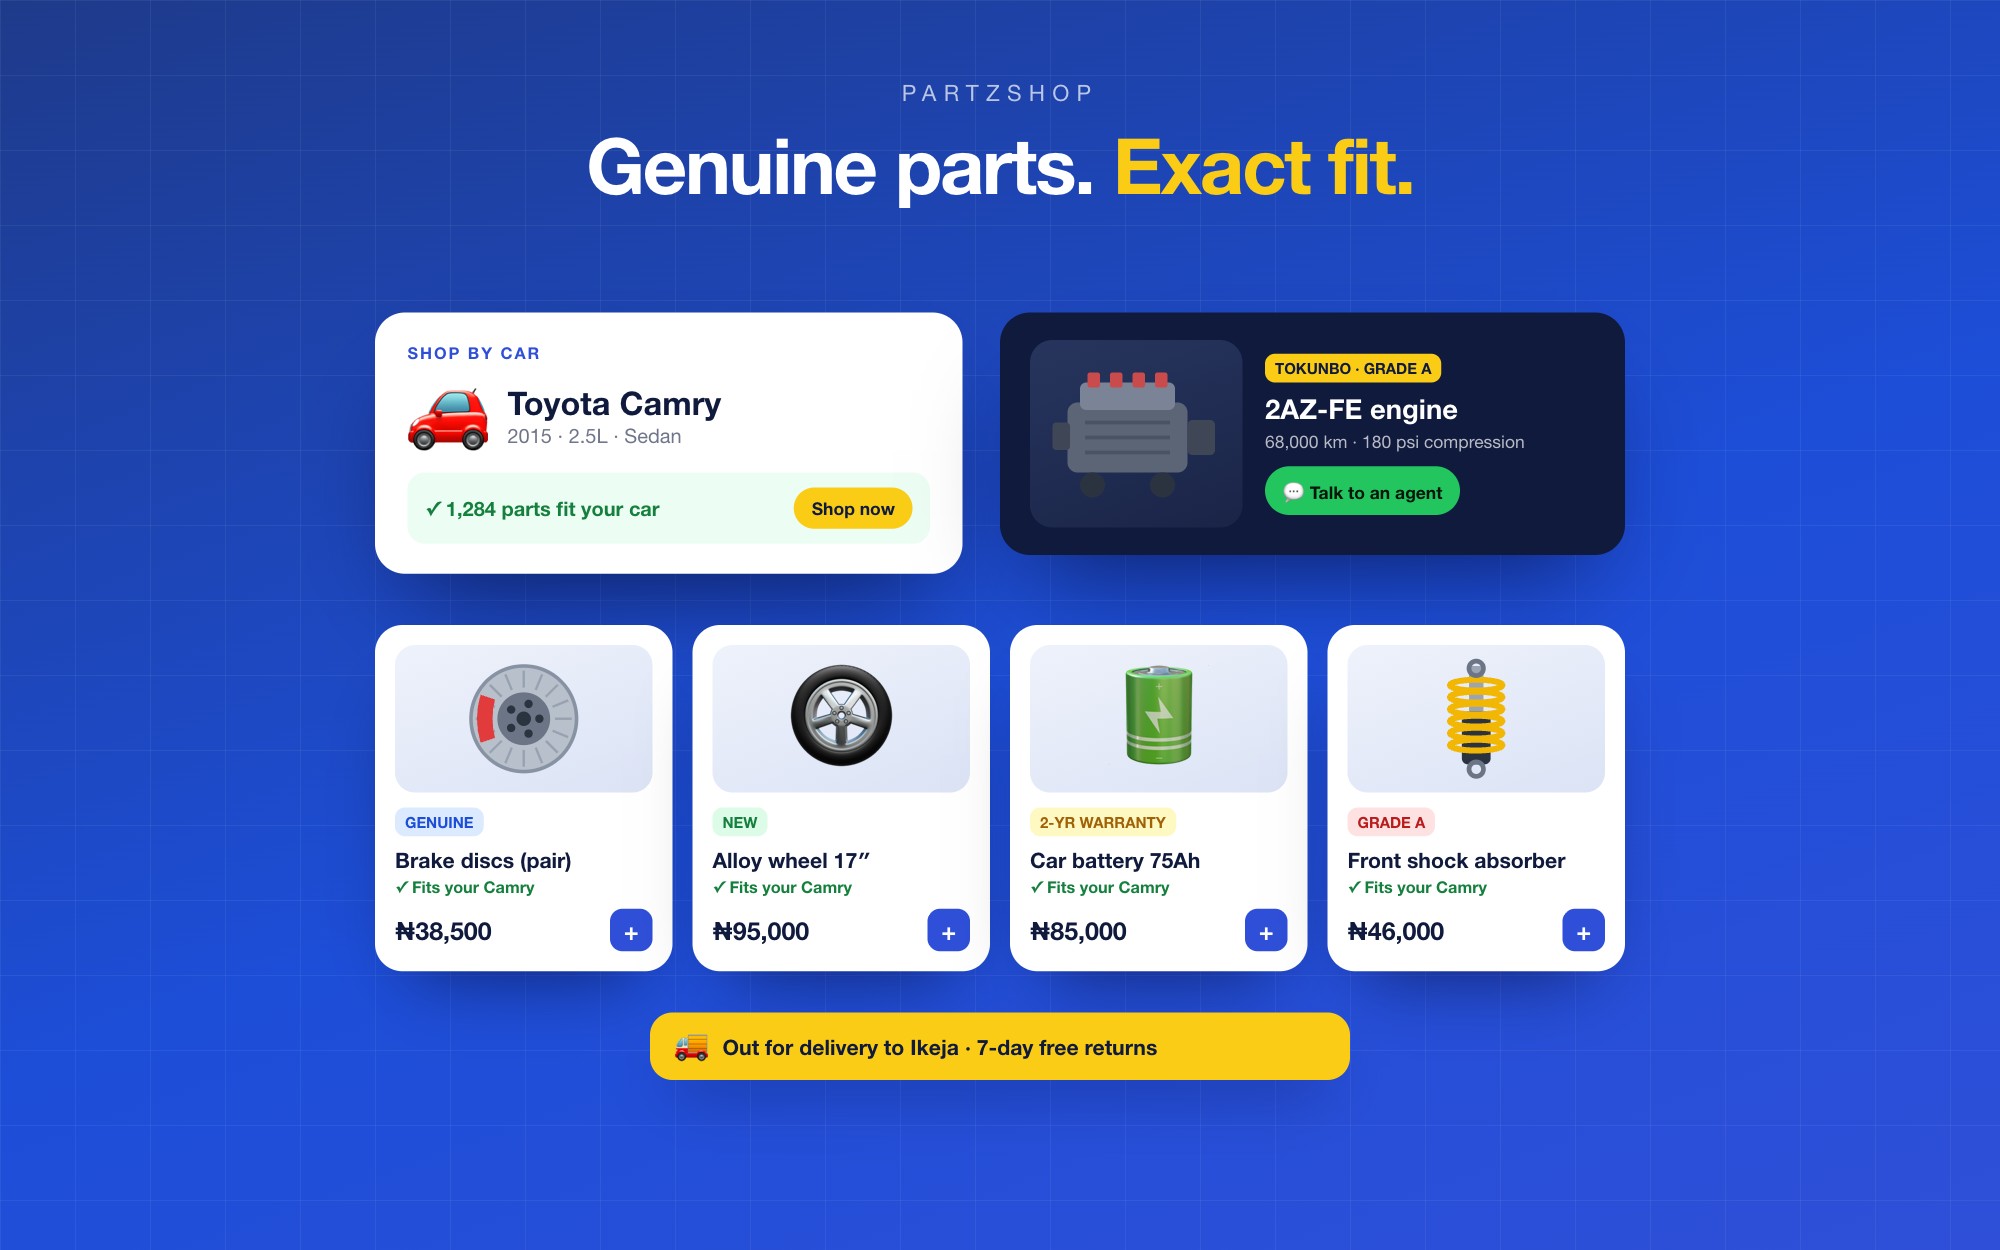 PARTZSHOP
Genuine parts. Exact fit.
SHOP BY CAR
Toyota Camry
2015 · 2.5L · Sedan
✓ 1,284 parts fit your car
Shop now
TOKUNBO · GRADE A
2AZ-FE engine
68,000 km · 180 psi compression
Talk to an agent
GENUINE
Brake discs (pair)
✓ Fits your Camry
₦38,500
+
NEW
Alloy wheel 17″
✓ Fits your Camry
₦95,000
+
2-YR WARRANTY
Car battery 75Ah
✓ Fits your Camry
₦85,000
+
GRADE A
Front shock absorber
✓ Fits your Camry
₦46,000
+
Out for delivery to Ikeja · 7-day free returns